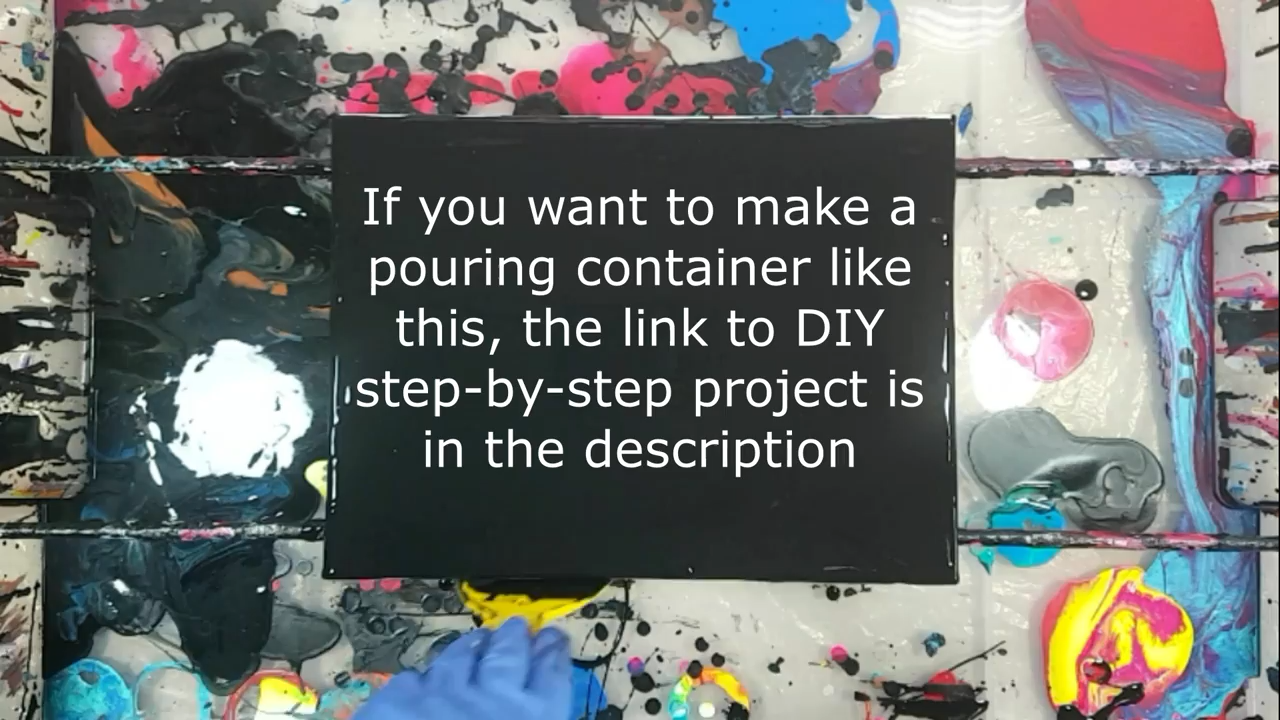 If you want to make a
pouring container like
this, the link to DIY
step-by-step project is
in the description